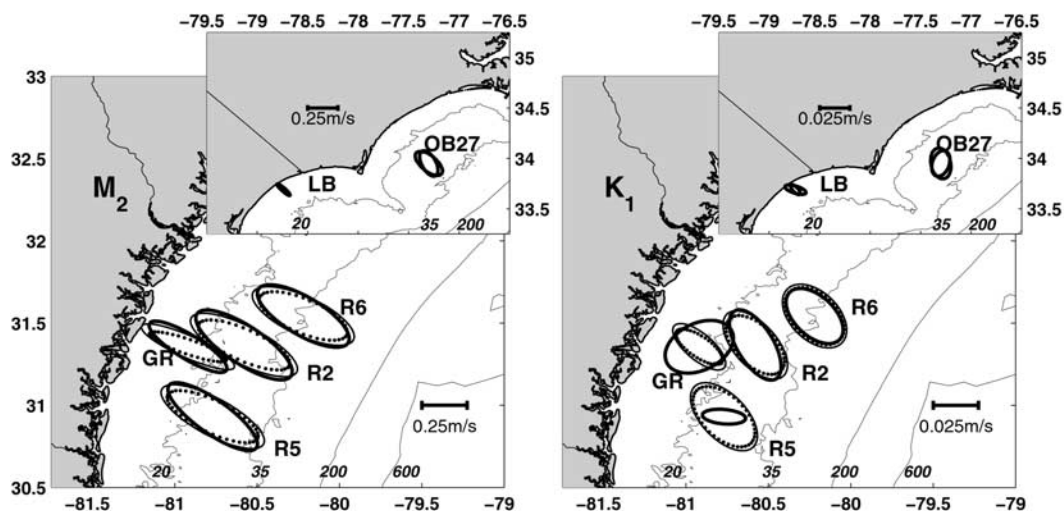 −79.5 −79 −78.5 −78 −77.5 −77 −76.5
35
34.5
34
33.5
0.25m/s
OB27
LB
20 35 200
33
32.5
32
31.5
31
30.5
M2
R6
GR
R2
R5
0.25m/s
20 35 200 600
−81.5 −81 −80.5 −80 −79.5 −79
−79.5 −79 −78.5 −78 −77.5 −77 −76.5
35
34.5
34
33.5
0.025m/s
OB27
LB
20 35 200
K1
R6
GR
R2
R5
0.025m/s
20 35 200 600
−81.5 −81 −80.5 −80 −79.5 −79